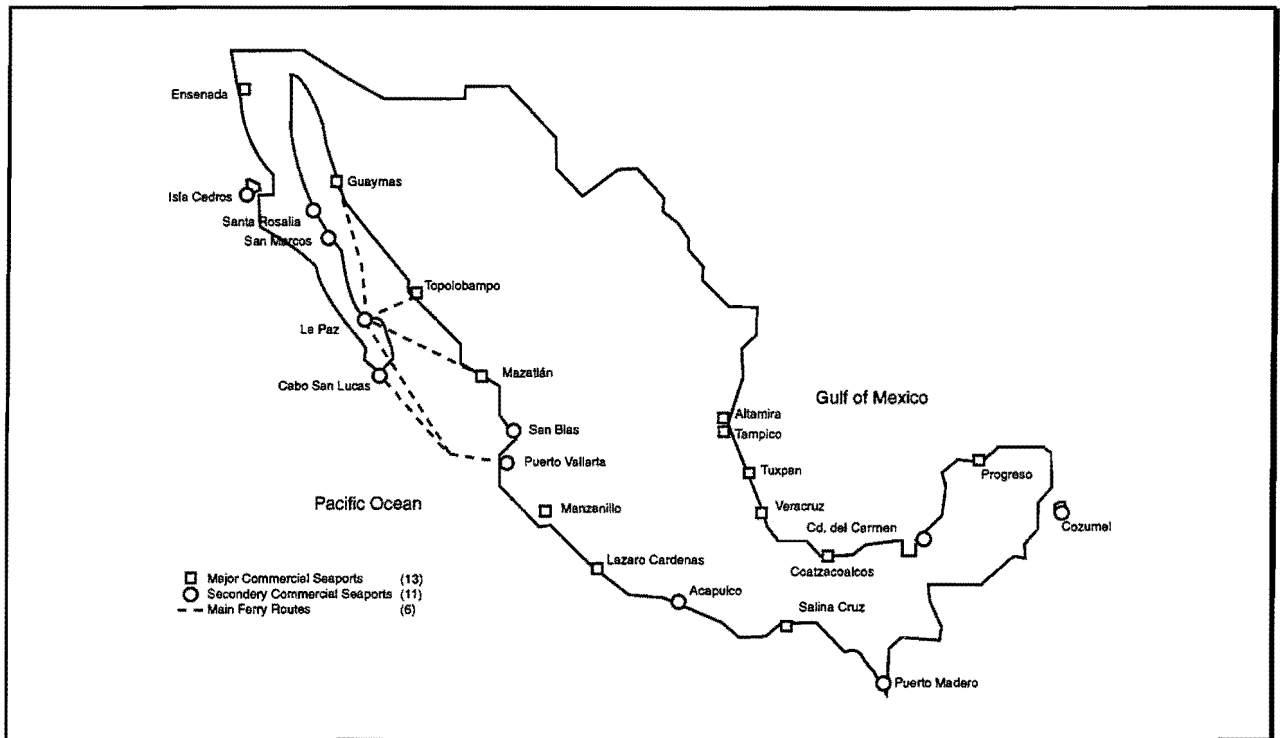 Ensenada
Isla Cedros
Guaymas
Santa Rosalia
San Marcos
Topolobampo
La Paz
Mazatlán
Cabo San Lucas
Gulf of Mexico
Altamira
Tampico
San Blas
Puerto Vallarta
Tuxpan
Progreso
Pacific Ocean
Manzanillo
Veracruz
Cd. del Carmen
Cozumel
Lazaro Cardenas
Coatzacoalcos
Acapulco
Salina Cruz
Puerto Madero
Major Commercial Seaports (13)
Secondery Commercial Seaports (11)
Main Ferry Routes (6)